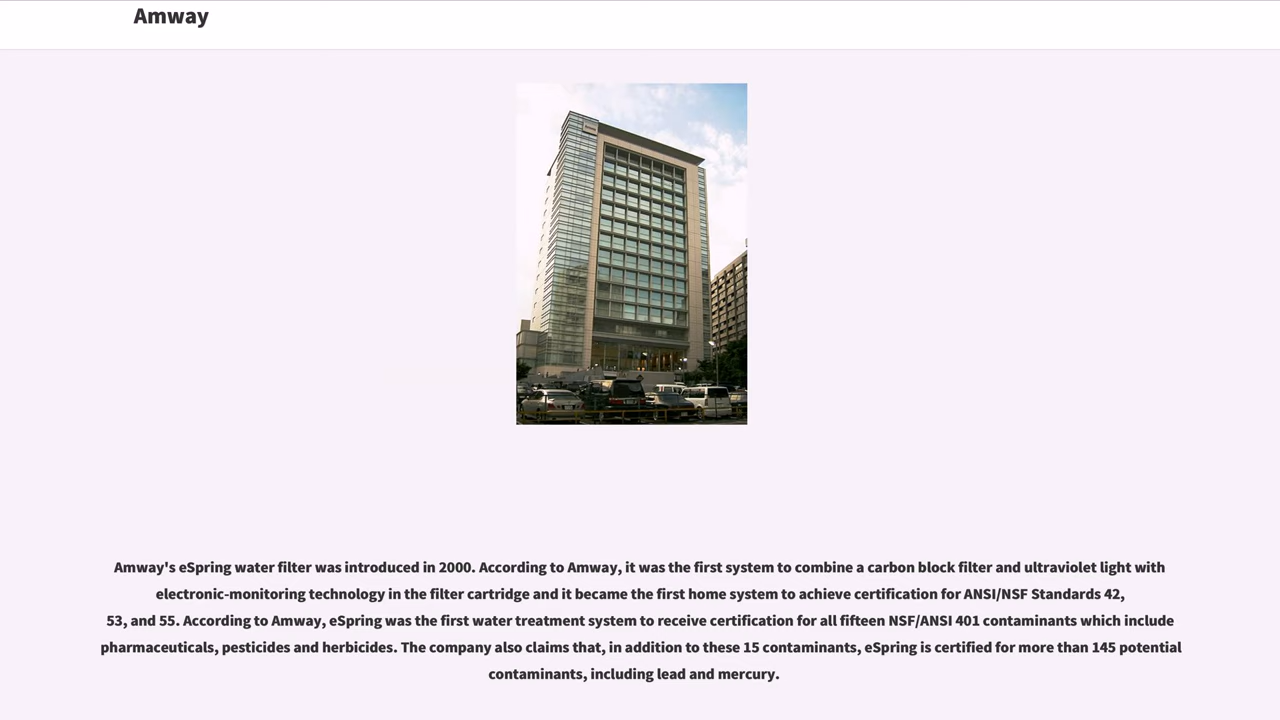 Amway
Amway's eSpring water filter was introduced in 2000. According to Amway, it was the first system to combine a carbon block filter and ultraviolet light with
electronic-monitoring technology in the filter cartridge and it became the first home system to achieve certification for ANSI/NSF Standards 42,
53, and 55. According to Amway, eSpring was the first water treatment system to receive certification for all fifteen NSF/ANSI 401 contaminants which include
pharmaceuticals, pesticides and herbicides. The company also claims that, in addition to these 15 contaminants, eSpring is certified for more than 145 potential
contaminants, including lead and mercury.